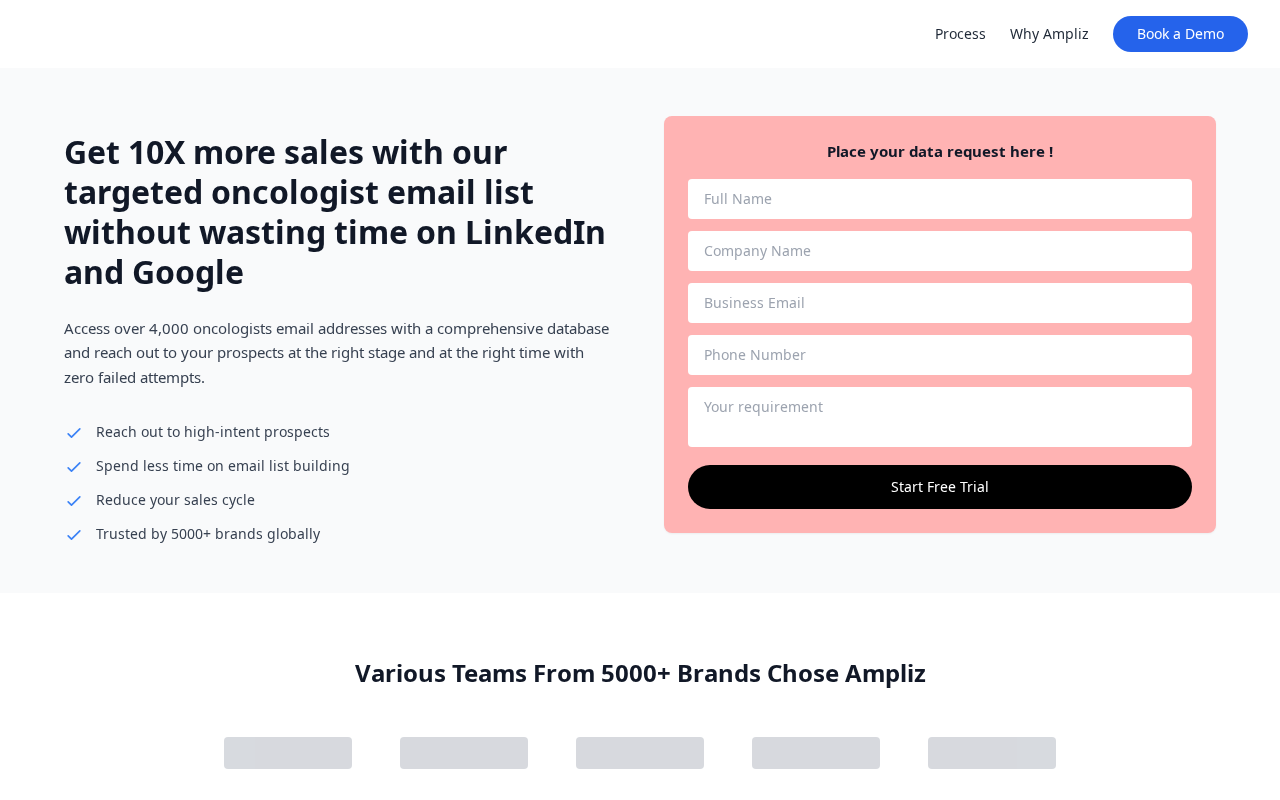 Process
Why Ampliz
Book a Demo
Get 10X more sales with our
targeted oncologist email list
without wasting time on LinkedIn
and Google
Access over 4,000 oncologists email addresses with a comprehensive database
and reach out to your prospects at the right stage and at the right time with
zero failed attempts.
Reach out to high-intent prospects
Spend less time on email list building
Reduce your sales cycle
Trusted by 5000+ brands globally
Place your data request here !
Full Name
Company Name
Business Email
Phone Number
Your requirement
Start Free Trial
Various Teams From 5000+ Brands Chose Ampliz